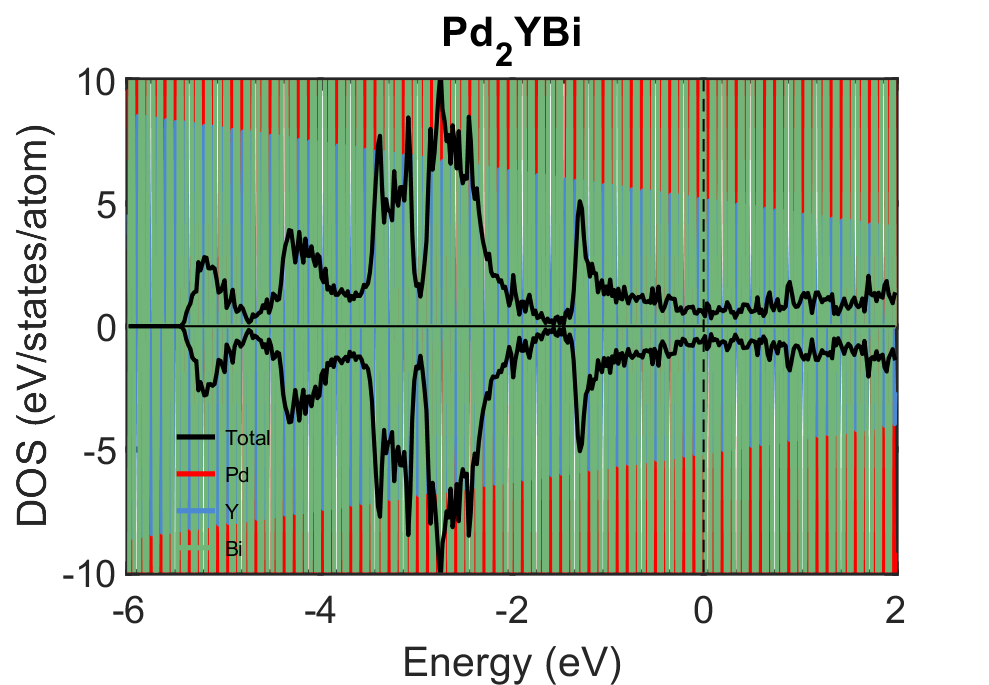 Pd2YBi
DOS (eV/states/atom)
10
5
0
-5
-10
Total
Pd
Y
Bi
-6 -4 -2 0 2
Energy (eV)